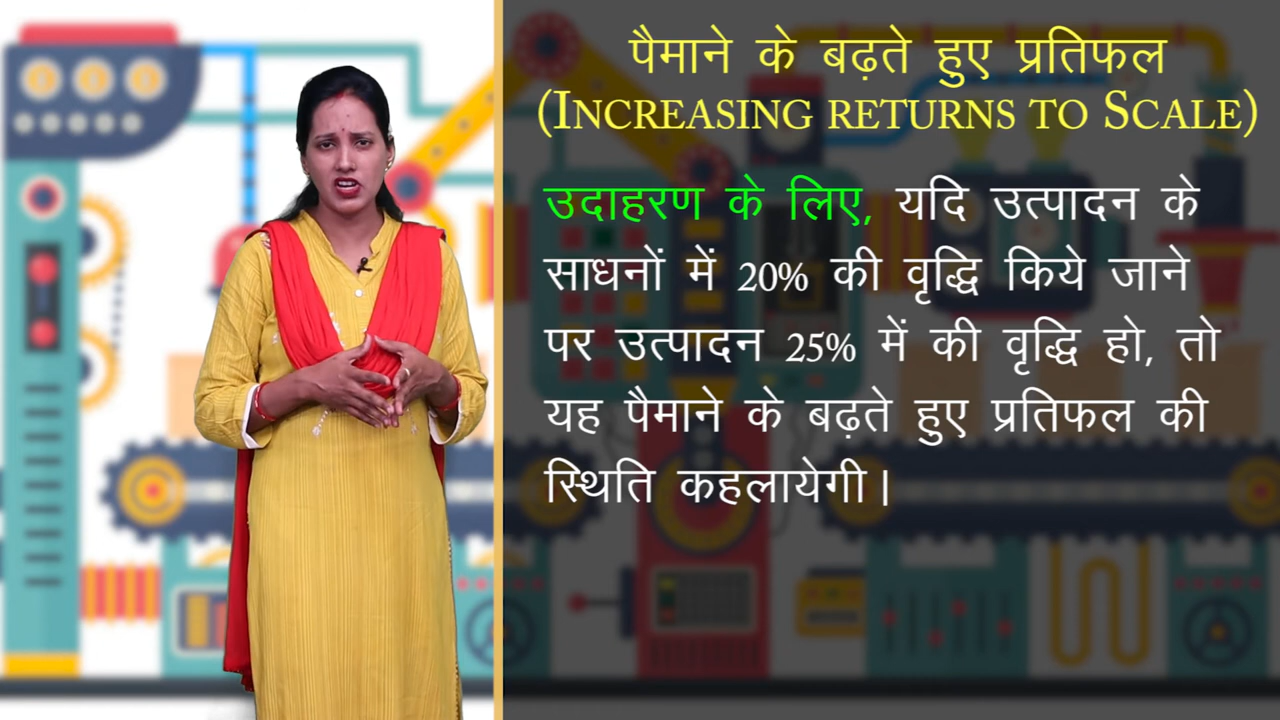 पैमाने के बढ़ते हुए प्रतिफल
(INCREASING RETURNS TO SCALE)
उदाहरण के लिए, यदि उत्पादन के
साधनों में 20% की वृद्धि किये जाने
पर उत्पादन 25% में की वृद्धि हो, तो
यह पैमाने के बढ़ते हुए प्रतिफल की
स्थिति कहलायेगी।